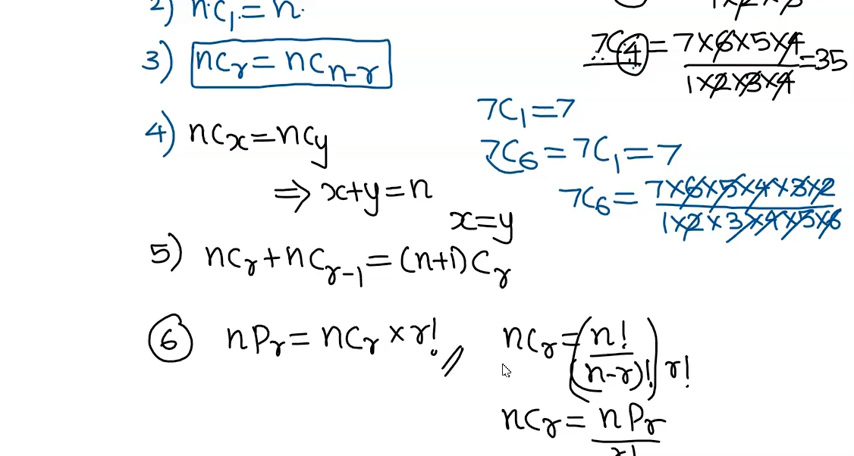 2) nC₁ = n
3) nCᵣ = nCₙ₋ᵣ
4) nCₓ = nCy
⇒ x+y = n
x = y
5) nCᵣ + nCᵣ₋₁ = (n+1)Cᵣ
6 nPᵣ = nCᵣ × r! //
7C₄ = 7×6×5×4 / 1×2×3×4 = 35
7C₁ = 7
7C₆ = 7C₁ = 7
7C₆ = 7×6×5×4×3×2 / 1×2×3×4×5×6
nCᵣ = (n! / (n-r)!) r!
nCᵣ = nPᵣ / r!